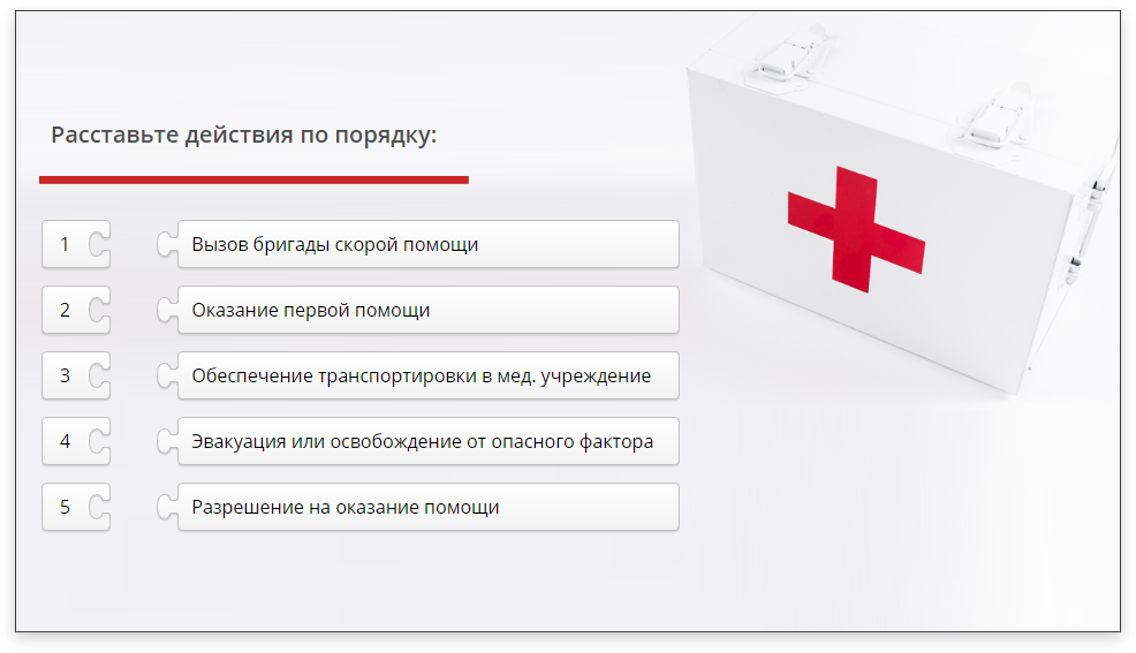 Расставьте действия по порядку:
1 Вызов бригады скорой помощи
2 Оказание первой помощи
3 Обеспечение транспортировки в мед. учреждение
4 Эвакуация или освобождение от опасного фактора
5 Разрешение на оказание помощи